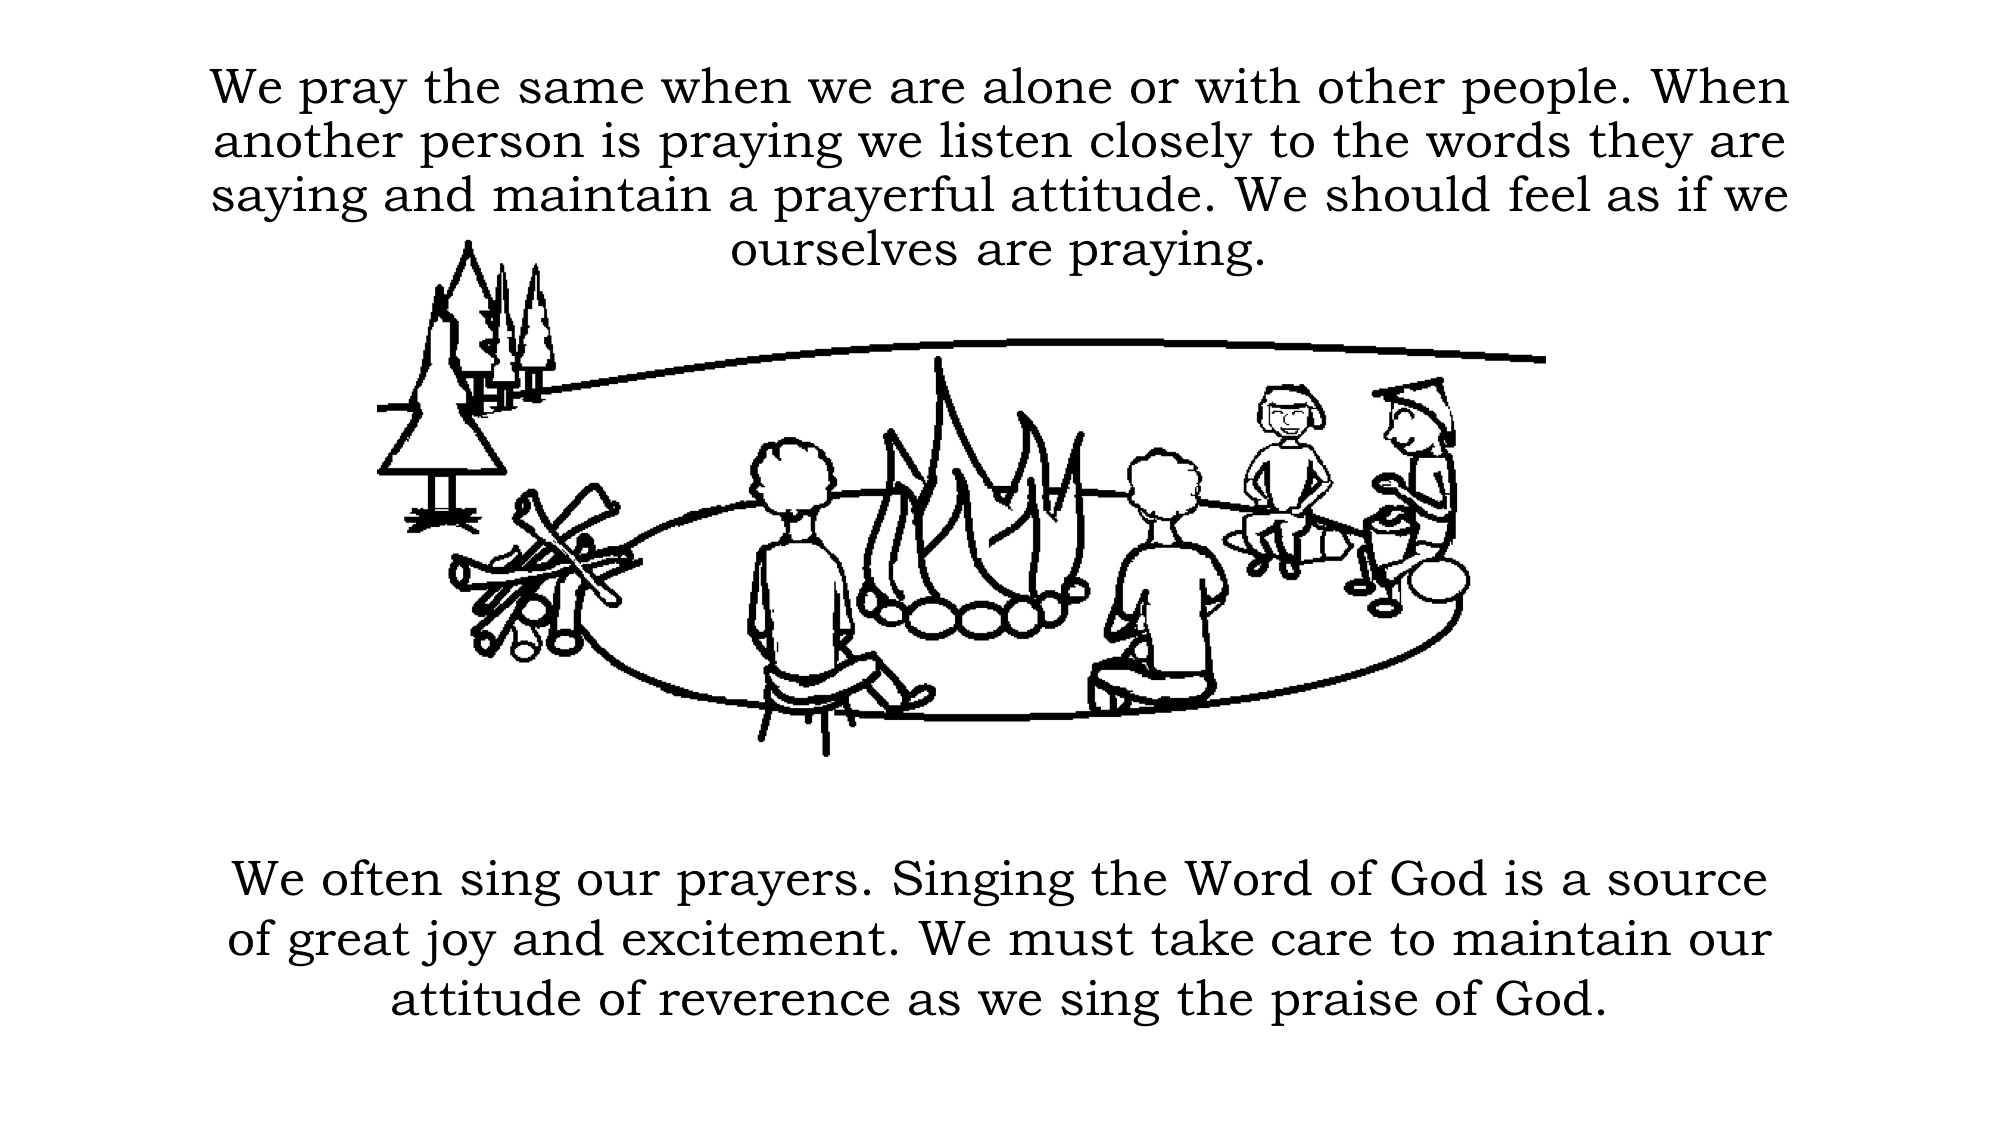 We pray the same when we are alone or with other people. When
another person is praying we listen closely to the words they are
saying and maintain a prayerful attitude. We should feel as if we
ourselves are praying.
We often sing our prayers. Singing the Word of God is a source
of great joy and excitement. We must take care to maintain our
attitude of reverence as we sing the praise of God.